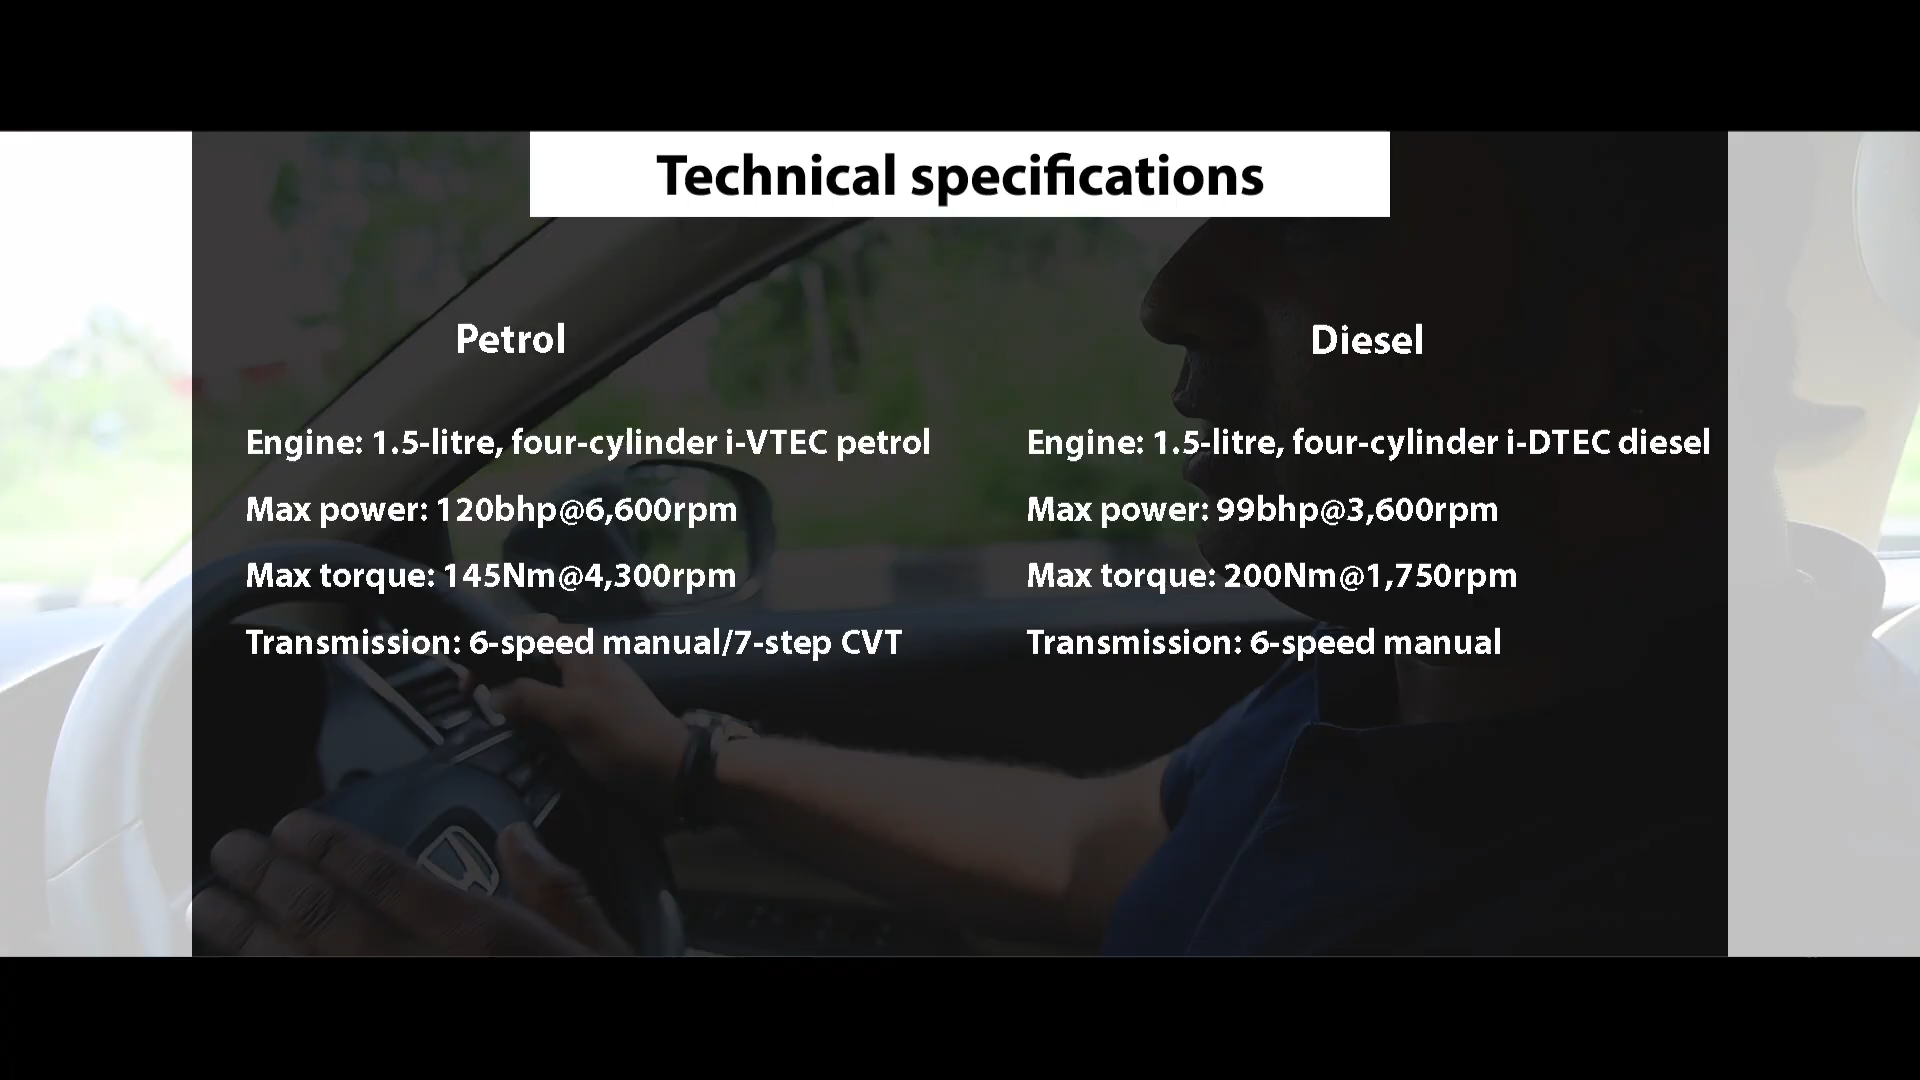 Technical specifications
Petrol
Engine: 1.5-litre, four-cylinder i-VTEC petrol
Max power: 120bhp@6,600rpm
Max torque: 145Nm@4,300rpm
Transmission: 6-speed manual/7-step CVT
Diesel
Engine: 1.5-litre, four-cylinder i-DTEC diesel
Max power: 99bhp@3,600rpm
Max torque: 200Nm@1,750rpm
Transmission: 6-speed manual